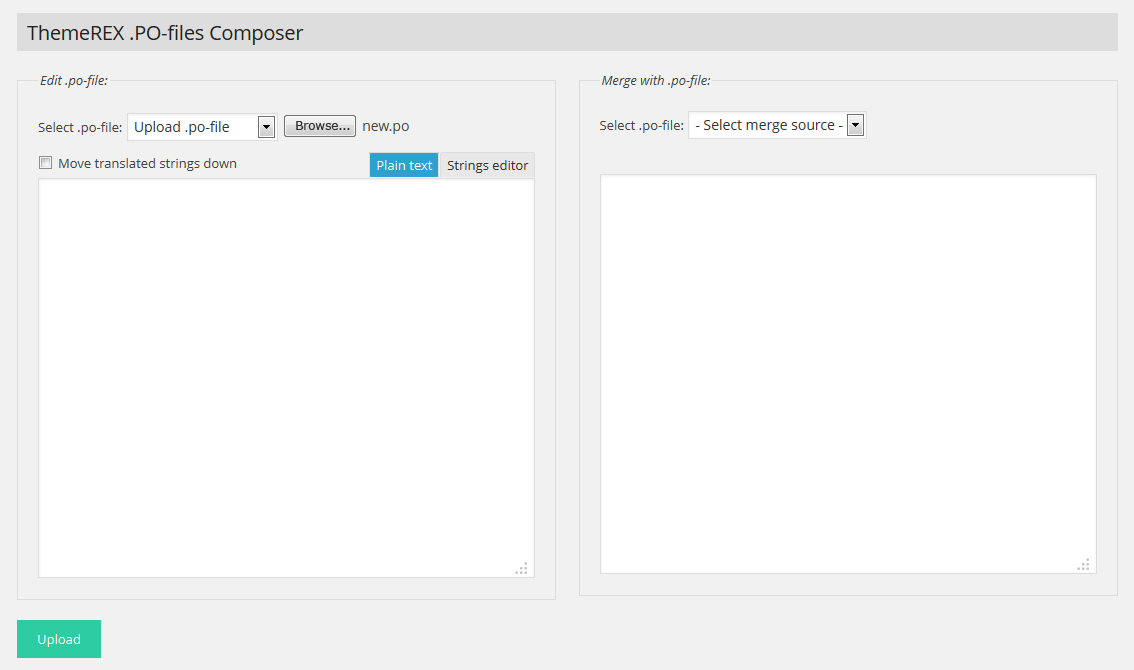 ThemeREX .PO-files Composer
Edit .po-file:
Select .po-file: Upload .po-file Browse... new.po
Move translated strings down Plain text Strings editor
Merge with .po-file:
Select .po-file: - Select merge source -
Upload